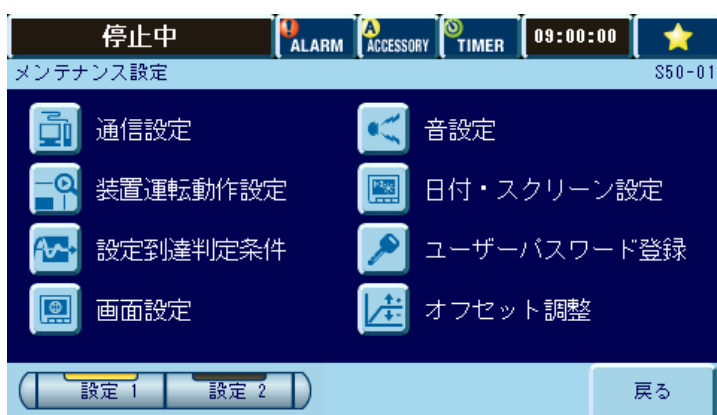 停止中 ALARM ACCESSORY TIMER 09:00:00
メンテナンス設定 S50-01
通信設定 音設定
装置運転動作設定 日付・スクリーン設定
設定到達判定条件 ユーザーパスワード登録
画面設定 オフセット調整
設定 1 設定 2 戻る